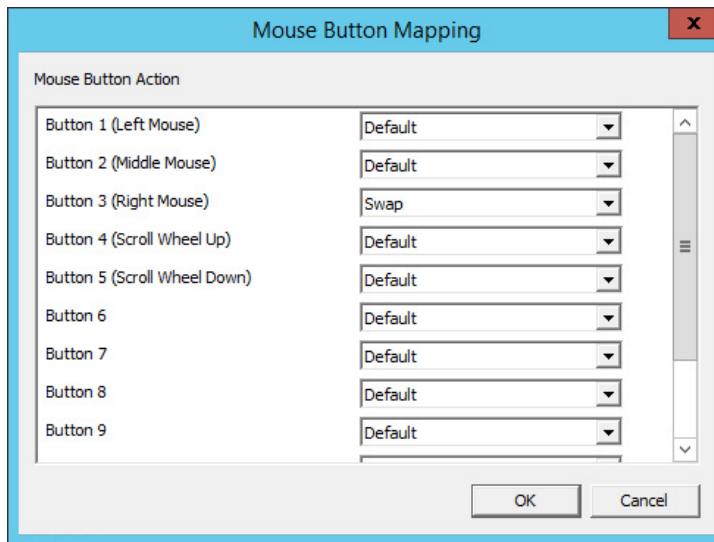 Mouse Button Mapping
x
Mouse Button Action
Button 1 (Left Mouse) Default
Button 2 (Middle Mouse) Default
Button 3 (Right Mouse) Swap
Button 4 (Scroll Wheel Up) Default
Button 5 (Scroll Wheel Down) Default
Button 6 Default
Button 7 Default
Button 8 Default
Button 9 Default
OK Cancel